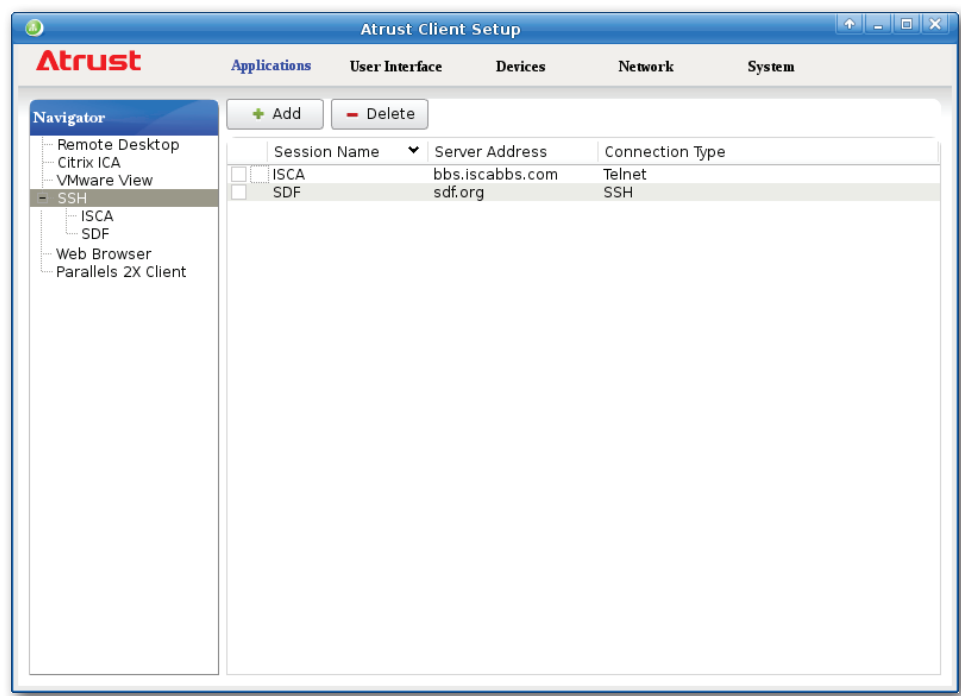 Atrust Client Setup
Atrust
Applications User Interface Devices Network System
Navigator
Remote Desktop
Citrix ICA
VMware View
SSH
ISCA
SDF
Web Browser
Parallels 2X Client
Add Delete
Session Name Server Address Connection Type
ISCA bbs.iscabbs.com Telnet
SDF sdf.org SSH